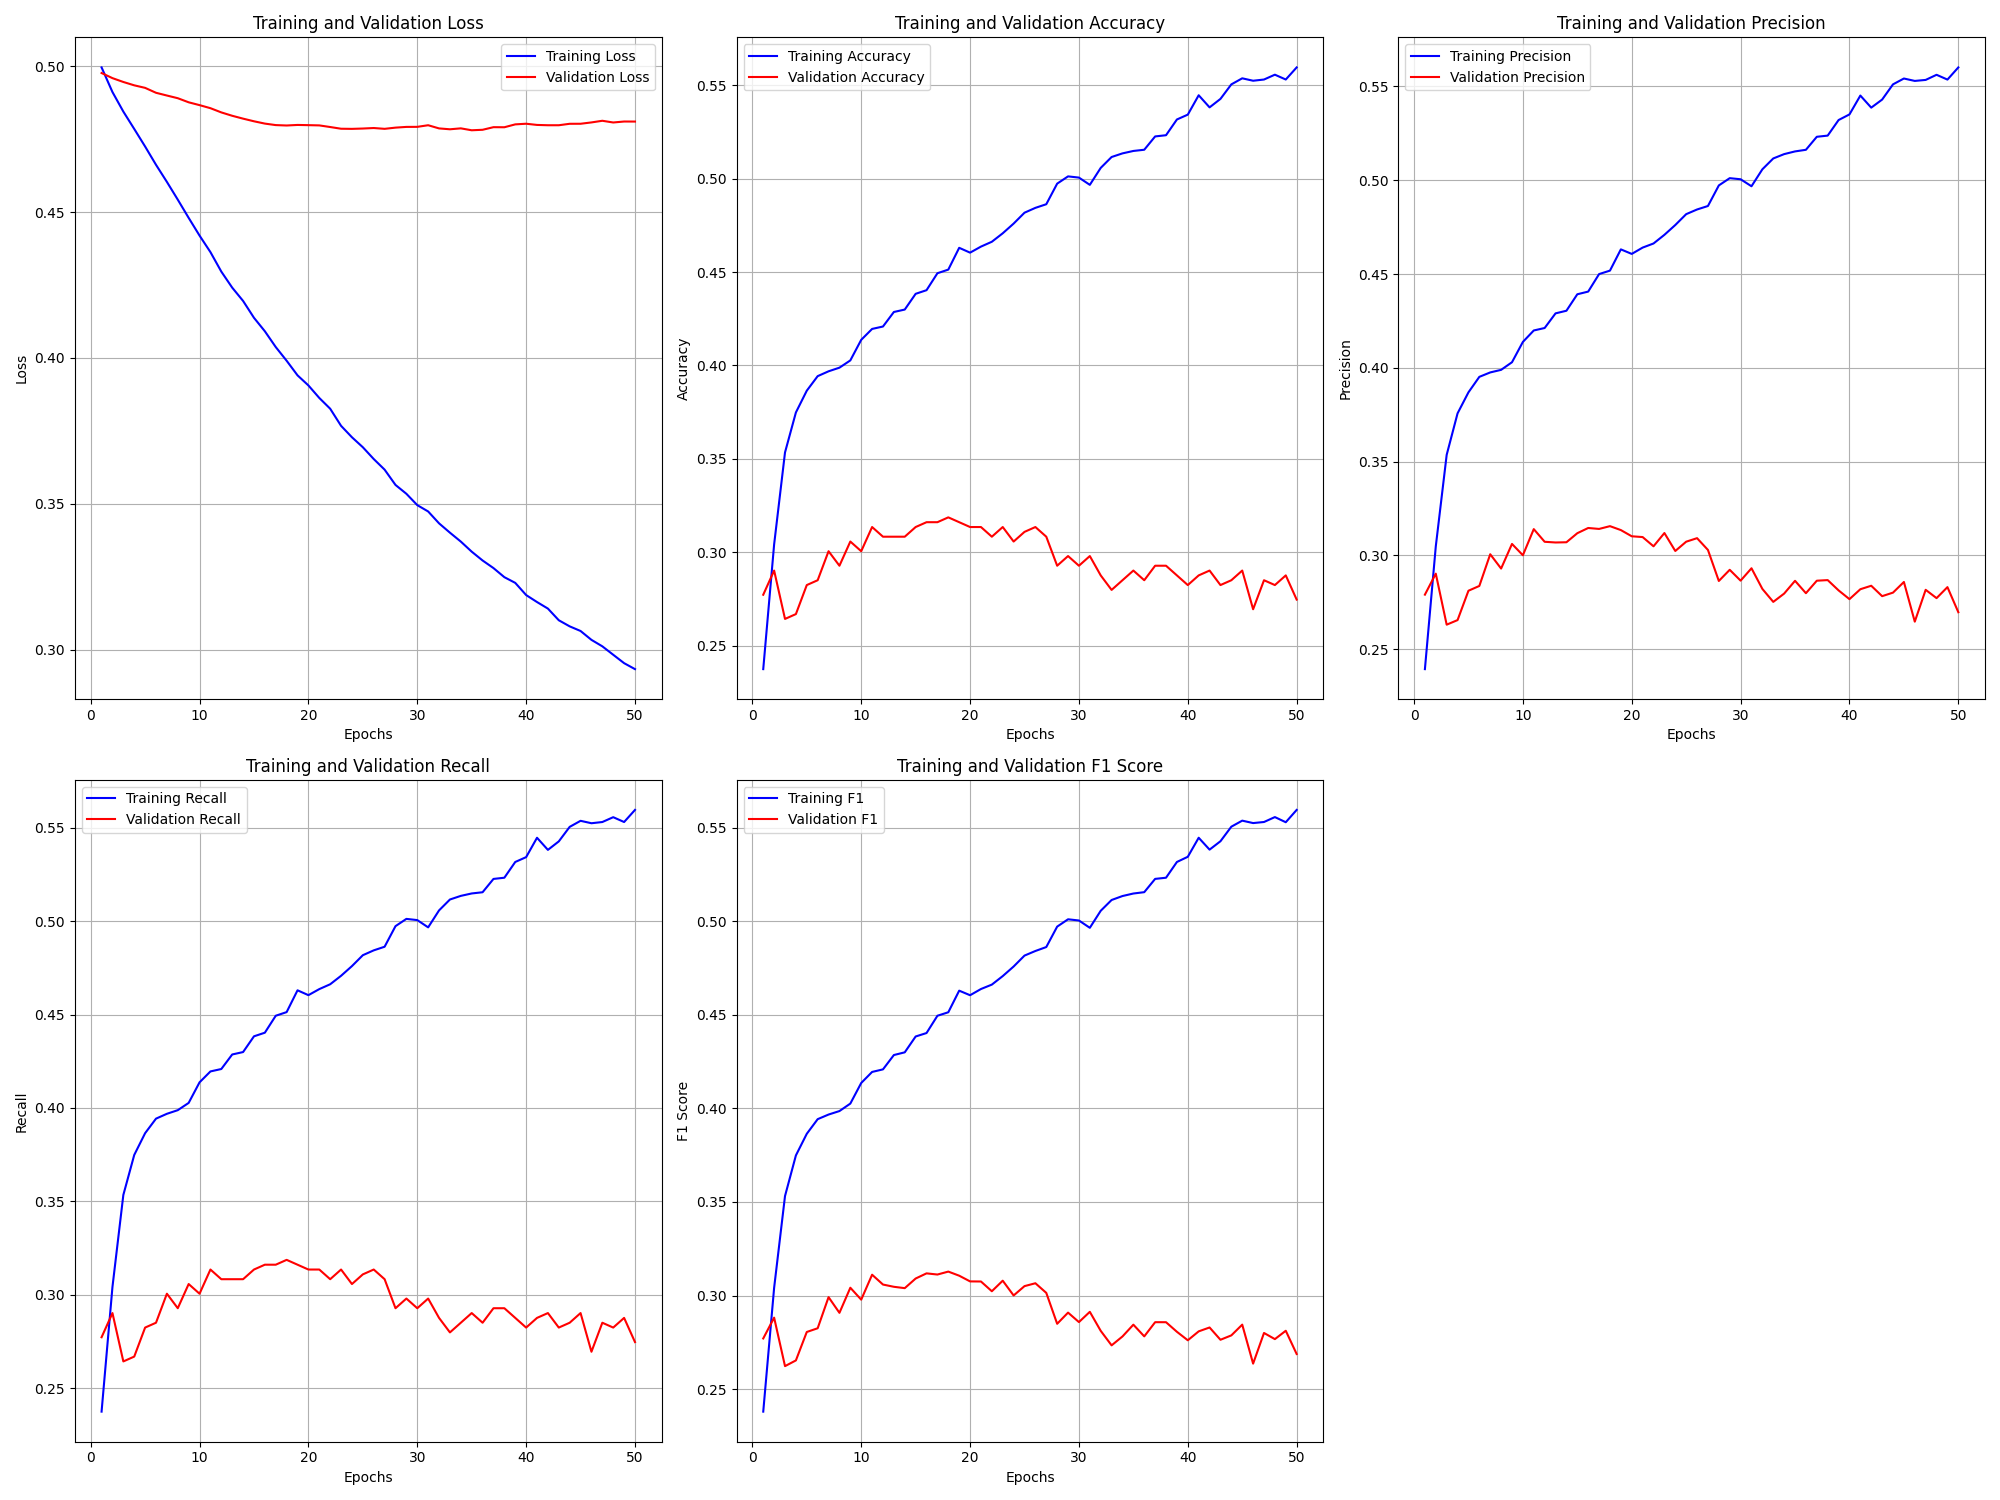 Training and Validation Loss
Training Loss
Validation Loss
Loss
0.50
0.45
0.40
0.35
0.30
0 10 20 30 40 50
Epochs
Training and Validation Accuracy
Training Accuracy
Validation Accuracy
Accuracy
0.55
0.50
0.45
0.40
0.35
0.30
0.25
0 10 20 30 40 50
Epochs
Training and Validation Precision
Training Precision
Validation Precision
Precision
0.55
0.50
0.45
0.40
0.35
0.30
0.25
0 10 20 30 40 50
Epochs
Training and Validation Recall
Training Recall
Validation Recall
Recall
0.55
0.50
0.45
0.40
0.35
0.30
0.25
0 10 20 30 40 50
Epochs
Training and Validation F1 Score
Training F1
Validation F1
F1 Score
0.55
0.50
0.45
0.40
0.35
0.30
0.25
0 10 20 30 40 50
Epochs